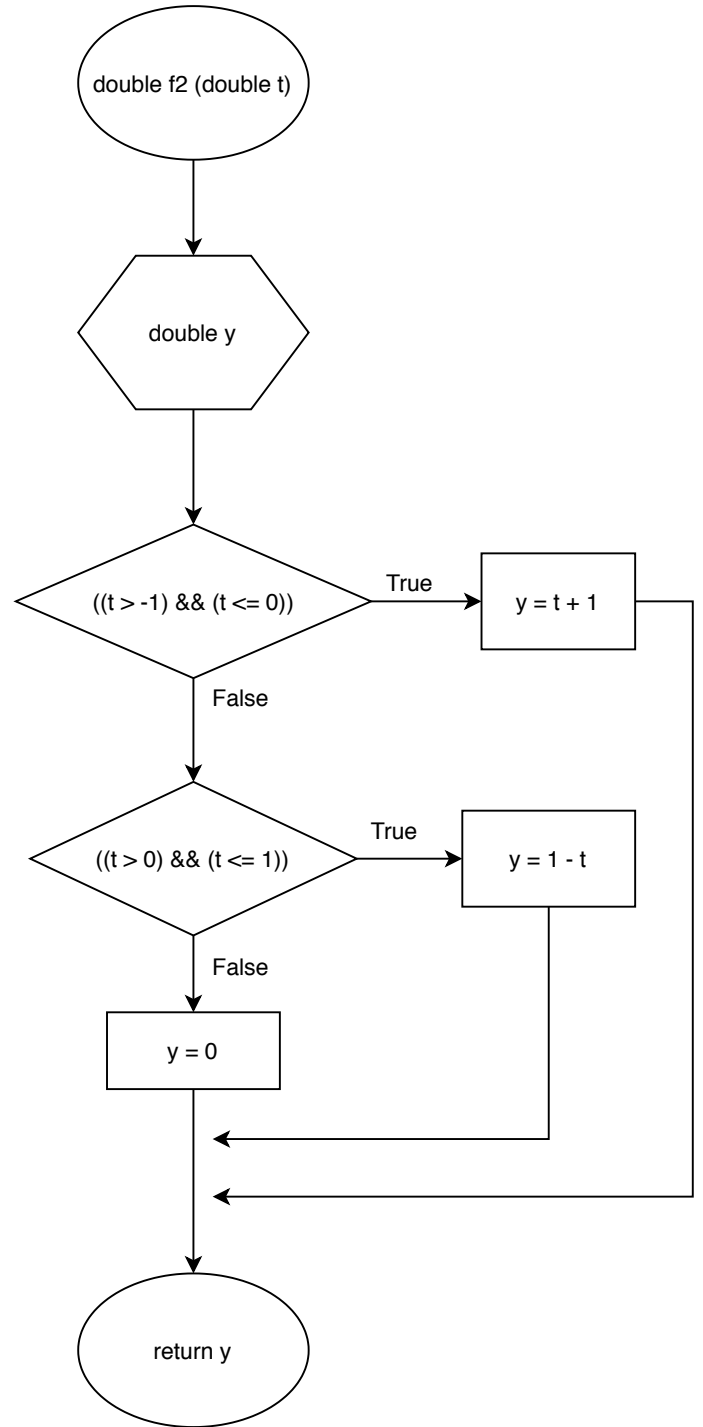 double f2 (double t)
double y
((t > -1) && (t <= 0))
True
y = t + 1
False
((t > 0) && (t <= 1))
True
y = 1 - t
False
y = 0
return y